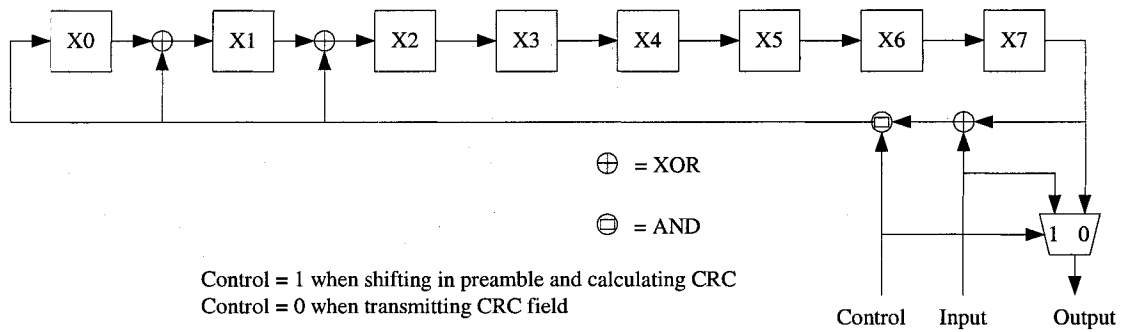 X0 X1 X2 X3 X4 X5 X6 X7
= XOR
= AND
1 0
Control = 1 when shifting in preamble and calculating CRC
Control = 0 when transmitting CRC field
Control Input Output